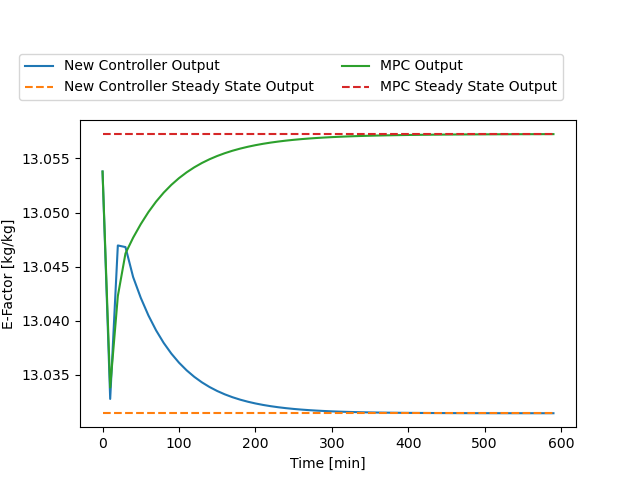 New Controller Output
New Controller Steady State Output
MPC Output
MPC Steady State Output
E-Factor [kg/kg]
13.055
13.050
13.045
13.040
13.035
0 100 200 300 400 500 600
Time [min]